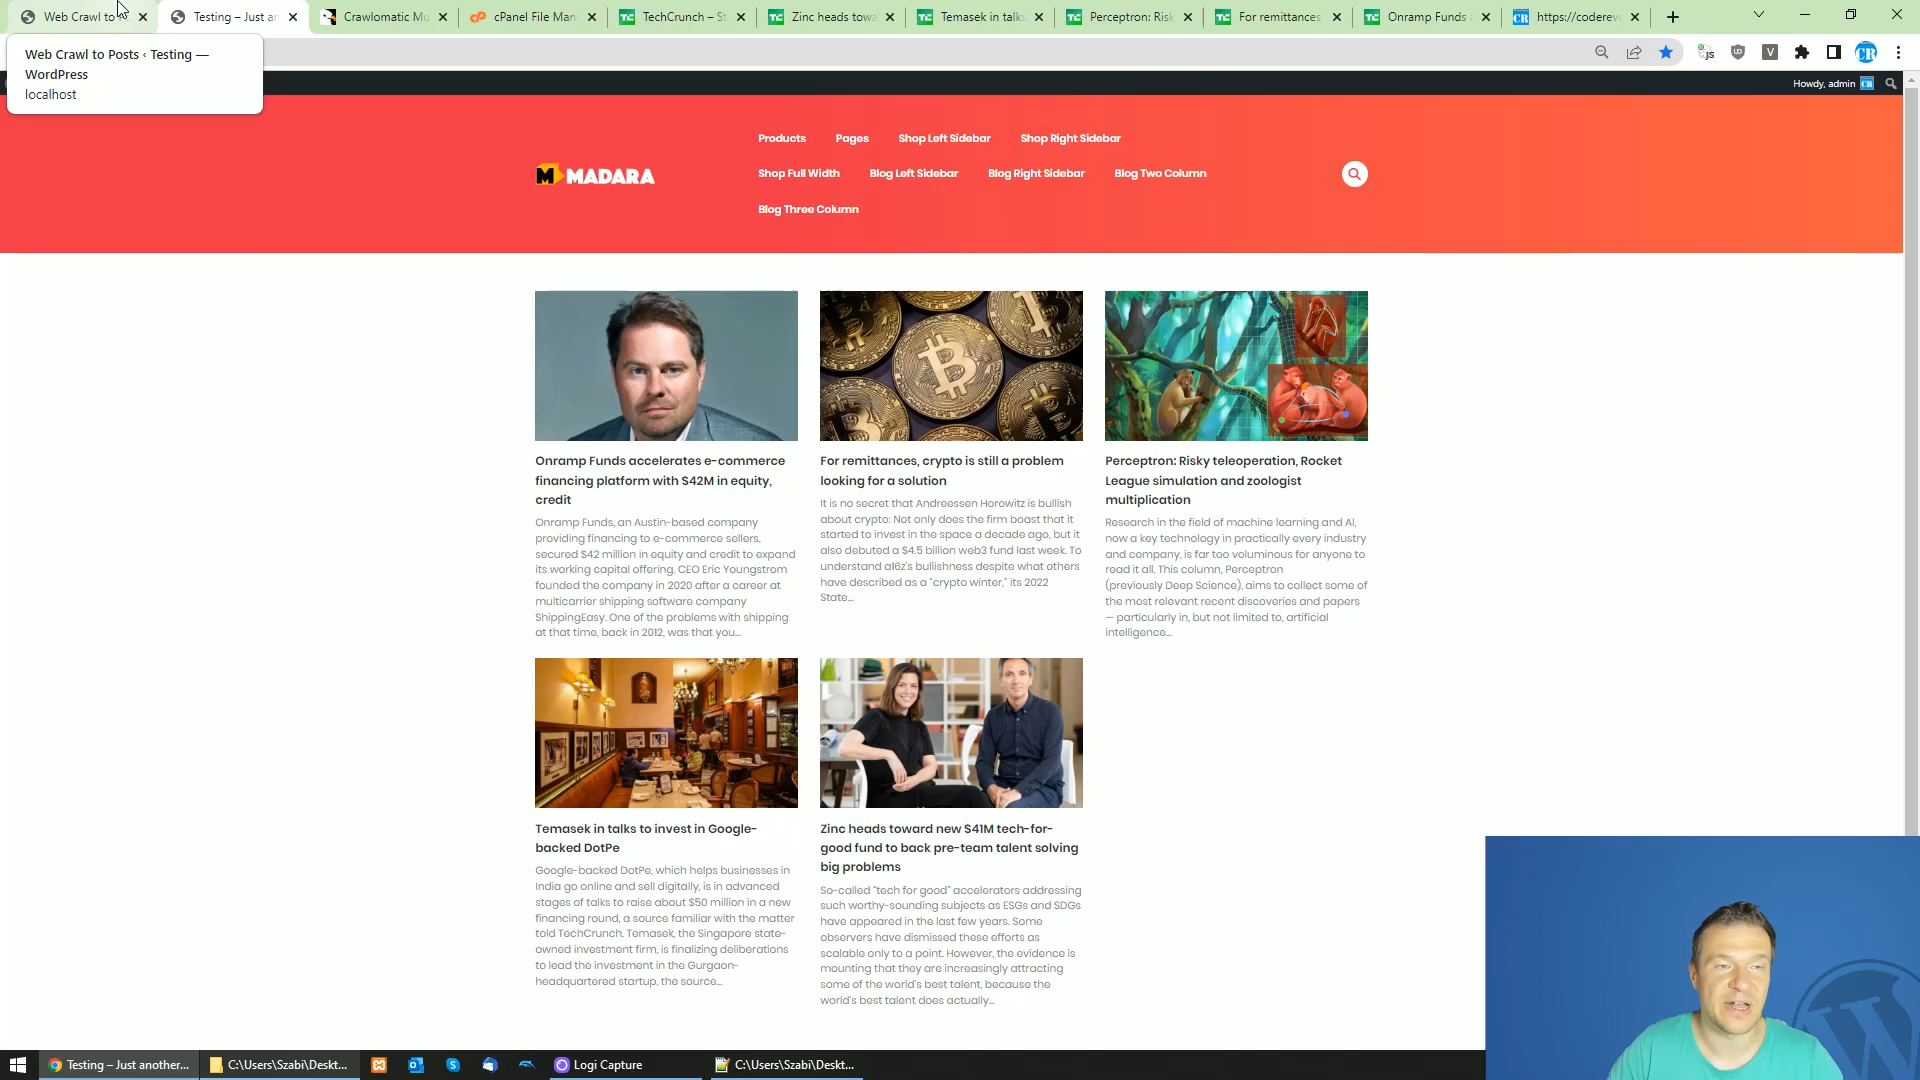 Web Crawl to
Testing – Just ar
Crawlomatic Mu
cPanel File Man
TechCrunch – St
Zinc heads towa
Temasek in talks
Perceptron: Risk
For remittances
Onramp Funds
https://coderevo
Web Crawl to Posts ‹ Testing —
WordPress
localhost
JS
V
CR
Howdy, admin
Products
Pages
Shop Left Sidebar
Shop Right Sidebar
M MADARA
Shop Full Width
Blog Left Sidebar
Blog Right Sidebar
Blog Two Column
Blog Three Column
Onramp Funds accelerates e-commerce
financing platform with $42M in equity,
credit
Onramp Funds, an Austin-based company
providing financing to e-commerce sellers,
secured $42 million in equity and credit to expand
its working capital offering. CEO Eric Youngstrom
founded the company in 2020 after a career at
multicarrier shipping software company
ShippingEasy. One of the problems with shipping
at that time, back in 2012, was that you...
For remittances, crypto is still a problem
looking for a solution
It is no secret that Andreessen Horowitz is bullish
about crypto: Not only does the firm boast that it
started to invest in the space a decade ago, but it
also debuted a $4.5 billion web3 fund last week. To
understand a16z's bullishness despite what others
have described as a "crypto winter," its 2022
State...
Perceptron: Risky teleoperation, Rocket
League simulation and zoologist
multiplication
Research in the field of machine learning and AI,
now a key technology in practically every industry
and company, is far too voluminous for anyone to
read it all. This column, Perceptron
(previously Deep Science), aims to collect some of
the most relevant recent discoveries and papers
— particularly in, but not limited to, artificial
intelligence...
Temasek in talks to invest in Google-
backed DotPe
Google-backed DotPe, which helps businesses in
India go online and sell digitally, is in advanced
stages of talks to raise about $50 million in a new
financing round, a source familiar with the matter
told TechCrunch. Temasek, the Singapore state-
owned investment firm, is finalizing deliberations
to lead the investment in the Gurgaon-
headquartered startup, the source...
Zinc heads toward new $41M tech-for-
good fund to back pre-team talent solving
big problems
So-called "tech for good" accelerators addressing
such worthy-sounding subjects as ESGs and SDGs
have appeared in the last few years. Some
observers have dismissed these efforts as
scalable only to a point. However, the evidence is
mounting that they are increasingly attracting
some of the world's best talent, because the
world's best talent does actually...
Testing – Just another...
C:\Users\Szabi\Deskt...
Logi Capture
C:\Users\Szabi\Deskt...